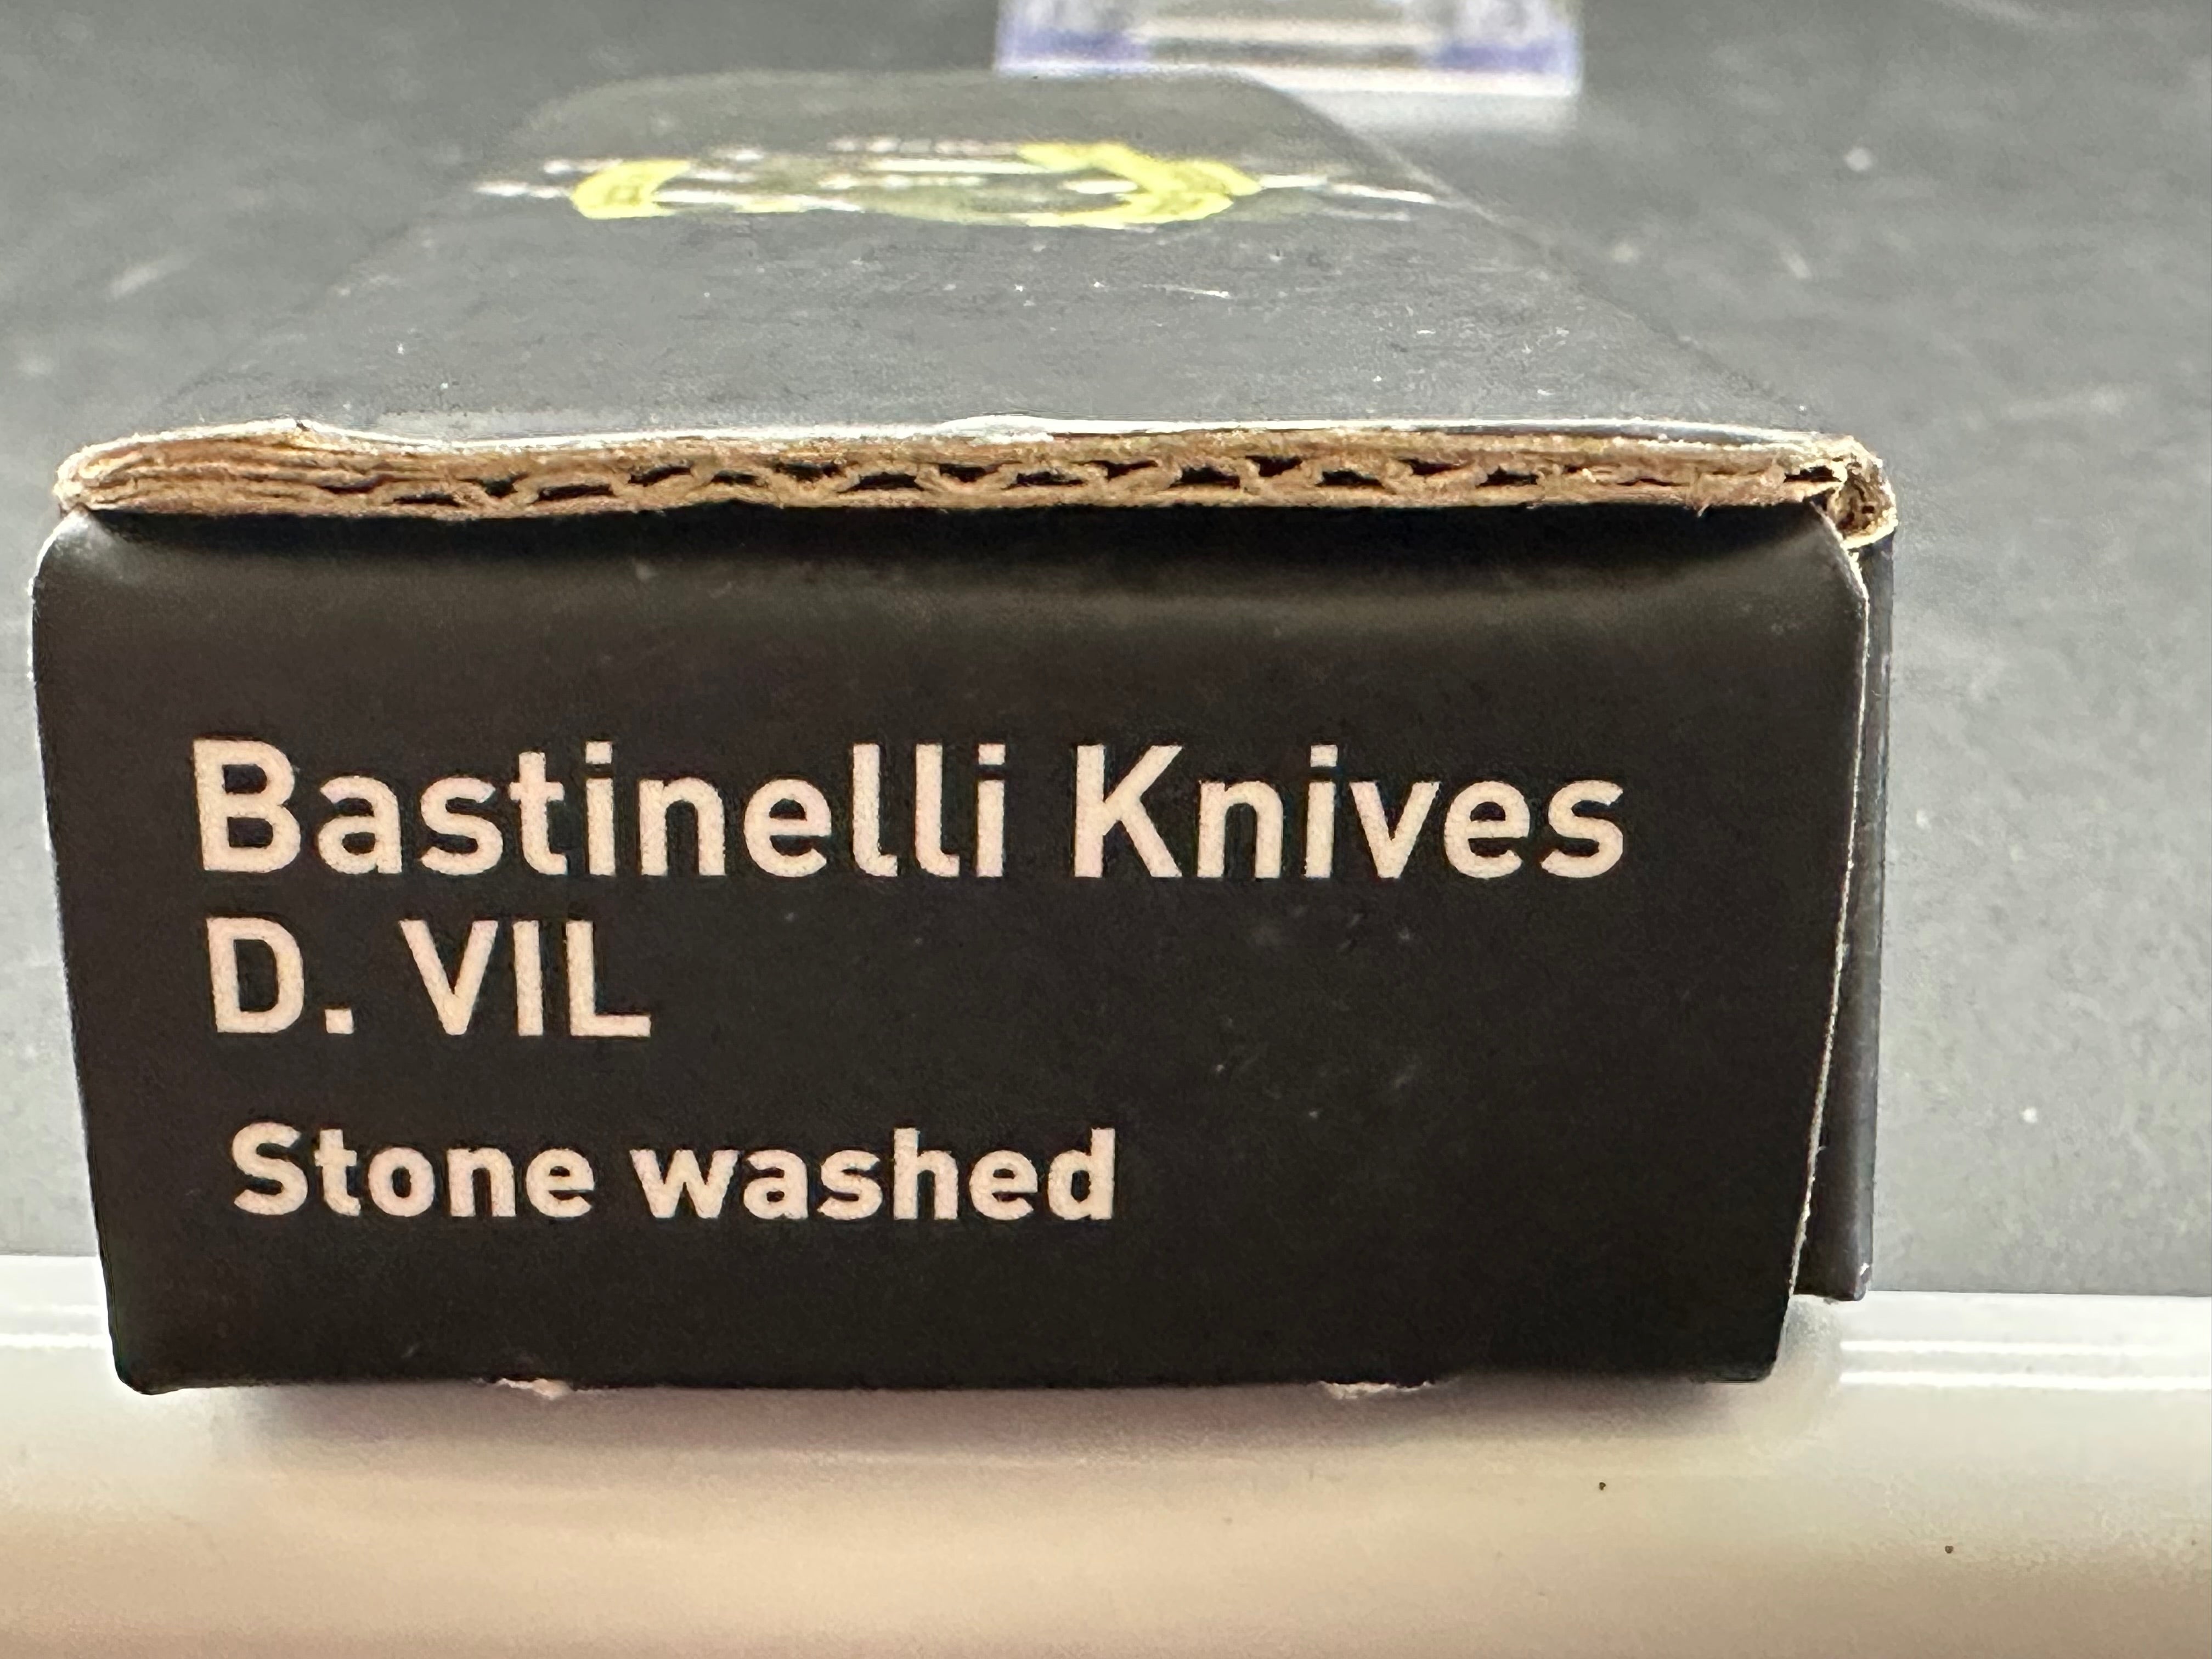 Bastinelli Knives
D. VIL
Stone washed